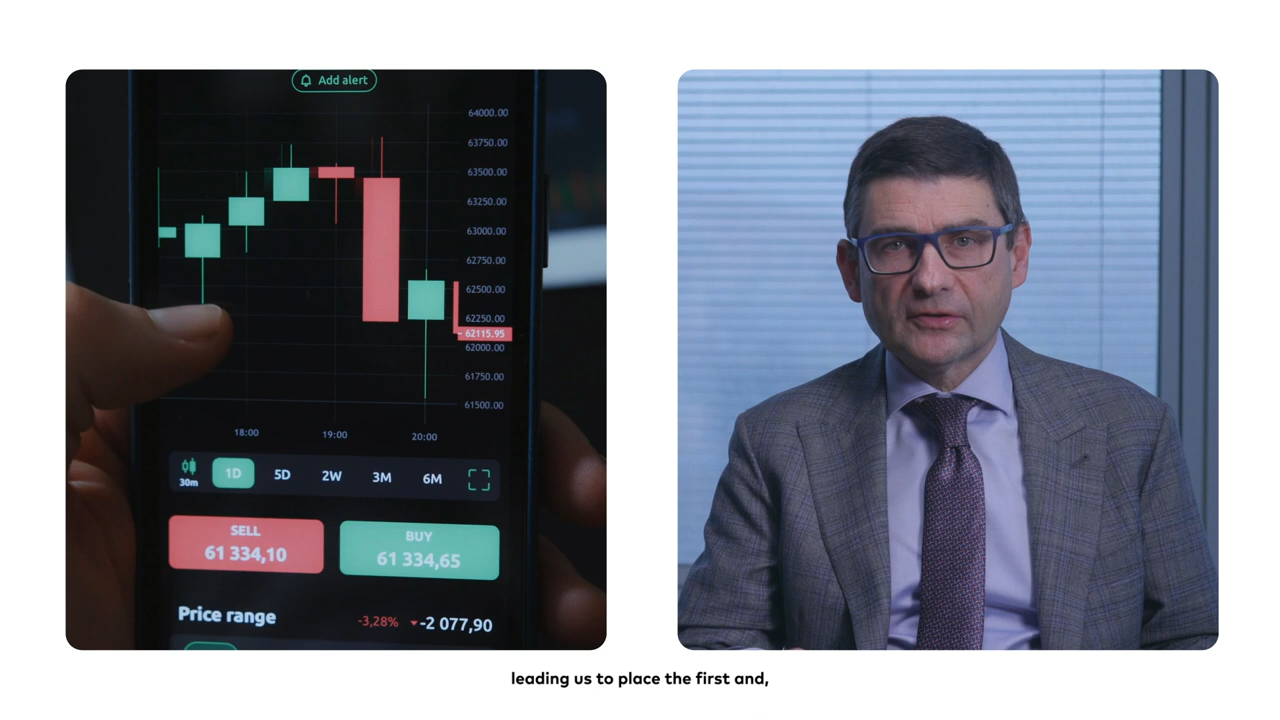 Add alert
64000.00
63750.00
63500.00
63250.00
63000.00
62750.00
62500.00
62250.00
62115.95
62000.00
61750.00
61500.00
18:00 19:00 20:00
30m 1D 5D 2W 3M 6M
SELL
61 334,10
BUY
61 334,65
Price range -3,28% -2 077,90
leading us to place the first and,